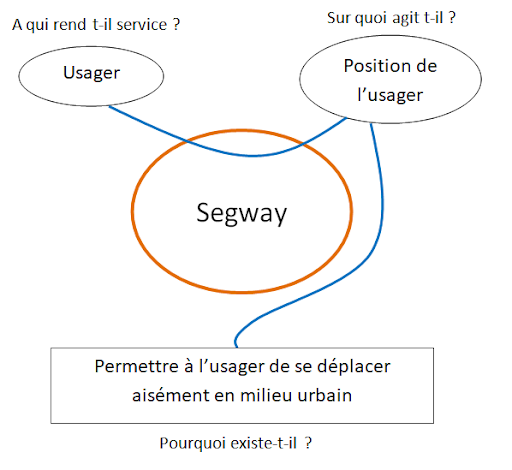 A qui rend t-il service ?
Sur quoi agit t-il ?
Usager
Position de
l’usager
Segway
Permettre à l’usager de se déplacer
aisément en milieu urbain
Pourquoi existe-t-il ?